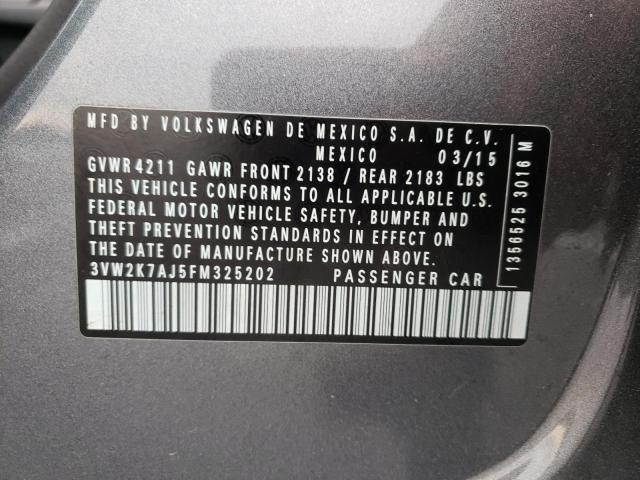 MFD BY VOLKSWAGEN DE MEXICO S.A. DE C.V.
MEXICO 03/15
GVWR 4211 GAWR FRONT 2138 / REAR 2183 LBS
THIS VEHICLE CONFORMS TO ALL APPLICABLE U.S.
FEDERAL MOTOR VEHICLE SAFETY, BUMPER AND
THEFT PREVENTION STANDARDS IN EFFECT ON
THE DATE OF MANUFACTURE SHOWN ABOVE.
3VW2K7AJ5FM325202 PASSENGER CAR
1356525 3016 M